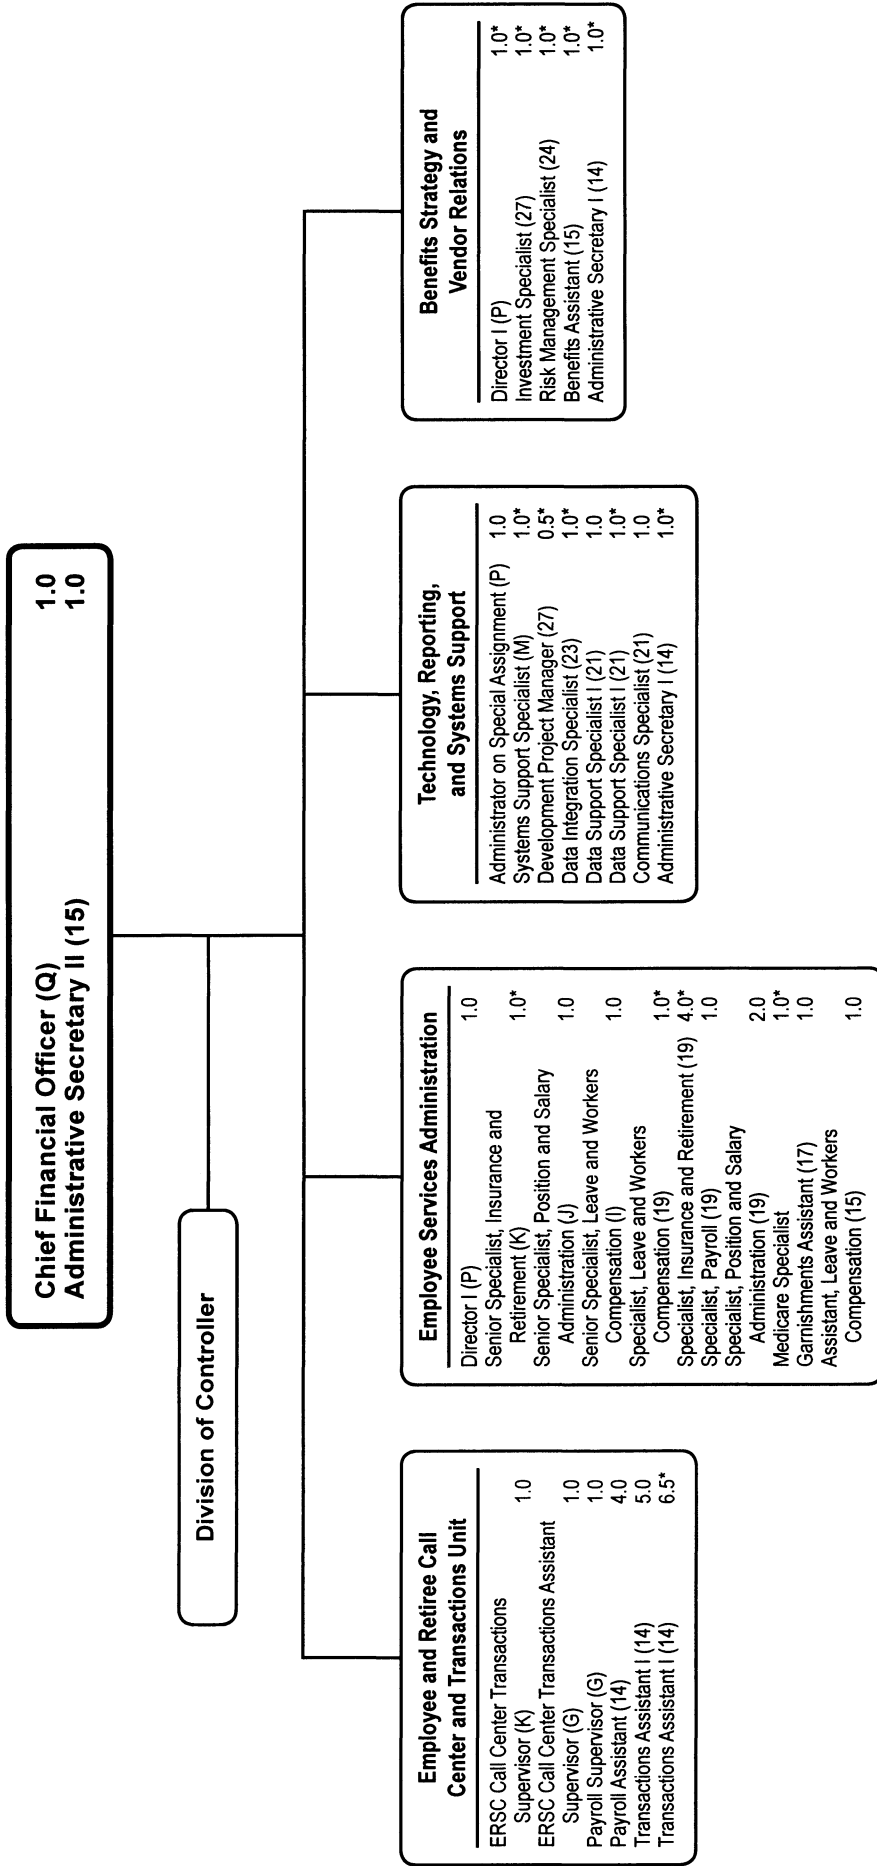 Chief Financial Officer (Q) 1.0
Administrative Secretary II (15) 1.0
Division of Controller
Employee and Retiree Call
Center and Transactions Unit
ERSC Call Center Transactions
Supervisor (K) 1.0
ERSC Call Center Transactions Assistant
Supervisor (G) 1.0
Payroll Supervisor (G) 1.0
Payroll Assistant (14) 4.0
Transactions Assistant I (14) 5.0
Transactions Assistant I (14) 6.5*
Employee Services Administration
Director I (P) 1.0
Senior Specialist, Insurance and
Retirement (K) 1.0*
Senior Specialist, Position and Salary
Administration (J) 1.0
Senior Specialist, Leave and Workers
Compensation (I) 1.0
Specialist, Leave and Workers
Compensation (19) 1.0*
Specialist, Insurance and Retirement (19) 4.0*
Specialist, Payroll (19) 1.0
Specialist, Position and Salary
Administration (19) 2.0
Medicare Specialist 1.0*
Garnishments Assistant (17) 1.0
Assistant, Leave and Workers
Compensation (15) 1.0
Technology, Reporting,
and Systems Support
Administrator on Special Assignment (P) 1.0
Systems Support Specialist (M) 1.0*
Development Project Manager (27) 0.5*
Data Integration Specialist (23) 1.0*
Data Support Specialist I (21) 1.0
Data Support Specialist I (21) 1.0*
Communications Specialist (21) 1.0
Administrative Secretary I (14) 1.0*
Benefits Strategy and
Vendor Relations
Director I (P) 1.0*
Investment Specialist (27) 1.0*
Risk Management Specialist (24) 1.0*
Benefits Assistant (15) 1.0*
Administrative Secretary I (14) 1.0*